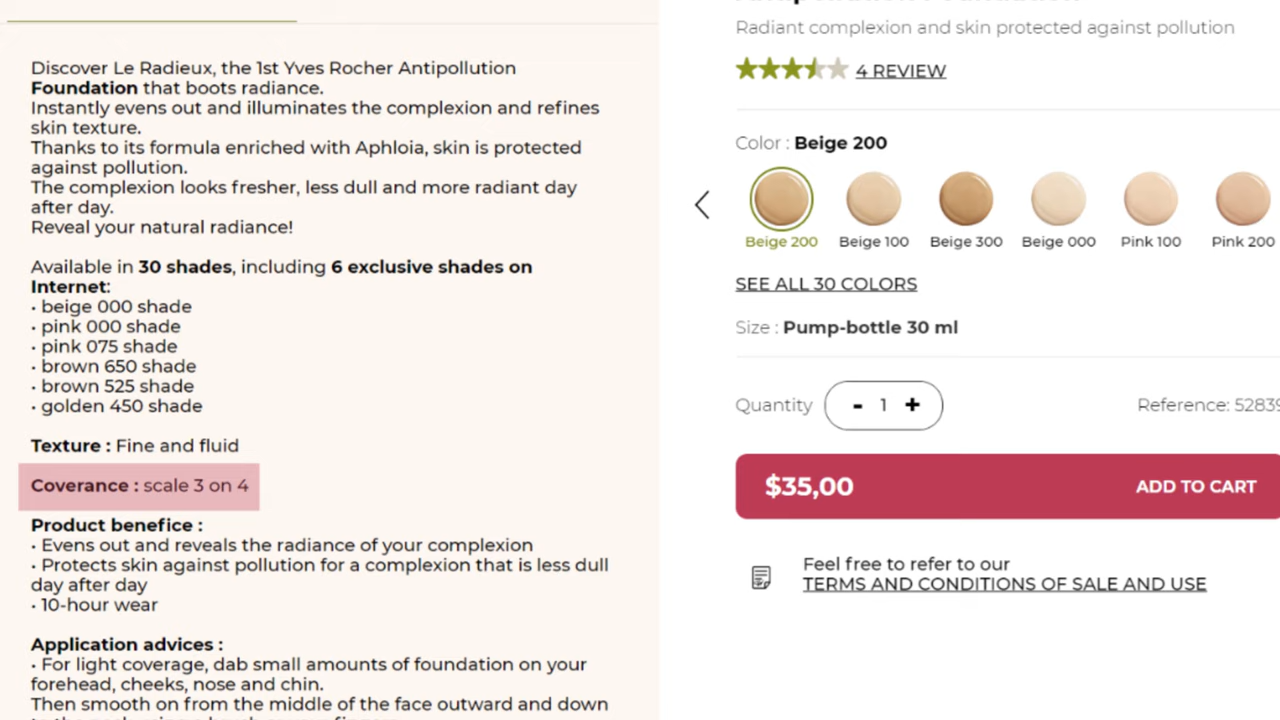 Discover Le Radieux, the 1st Yves Rocher Antipollution
Foundation that boots radiance.
Instantly evens out and illuminates the complexion and refines
skin texture.
Thanks to its formula enriched with Aphloia, skin is protected
against pollution.
The complexion looks fresher, less dull and more radiant day
after day.
Reveal your natural radiance!
Available in 30 shades, including 6 exclusive shades on
Internet:
• beige 000 shade
• pink 000 shade
• pink 075 shade
• brown 650 shade
• brown 525 shade
• golden 450 shade
Texture : Fine and fluid
Coverance : scale 3 on 4
Product benefice :
• Evens out and reveals the radiance of your complexion
• Protects skin against pollution for a complexion that is less dull
day after day
• 10-hour wear
Application advices :
• For light coverage, dab small amounts of foundation on your
forehead, cheeks, nose and chin.
Then smooth on from the middle of the face outward and down
Radiant complexion and skin protected against pollution
4 REVIEW
Color : Beige 200
Beige 200 Beige 100 Beige 300 Beige 000 Pink 100 Pink 200
SEE ALL 30 COLORS
Size : Pump-bottle 30 ml
Quantity - 1 + Reference: 52839
$35,00 ADD TO CART
Feel free to refer to our
TERMS AND CONDITIONS OF SALE AND USE